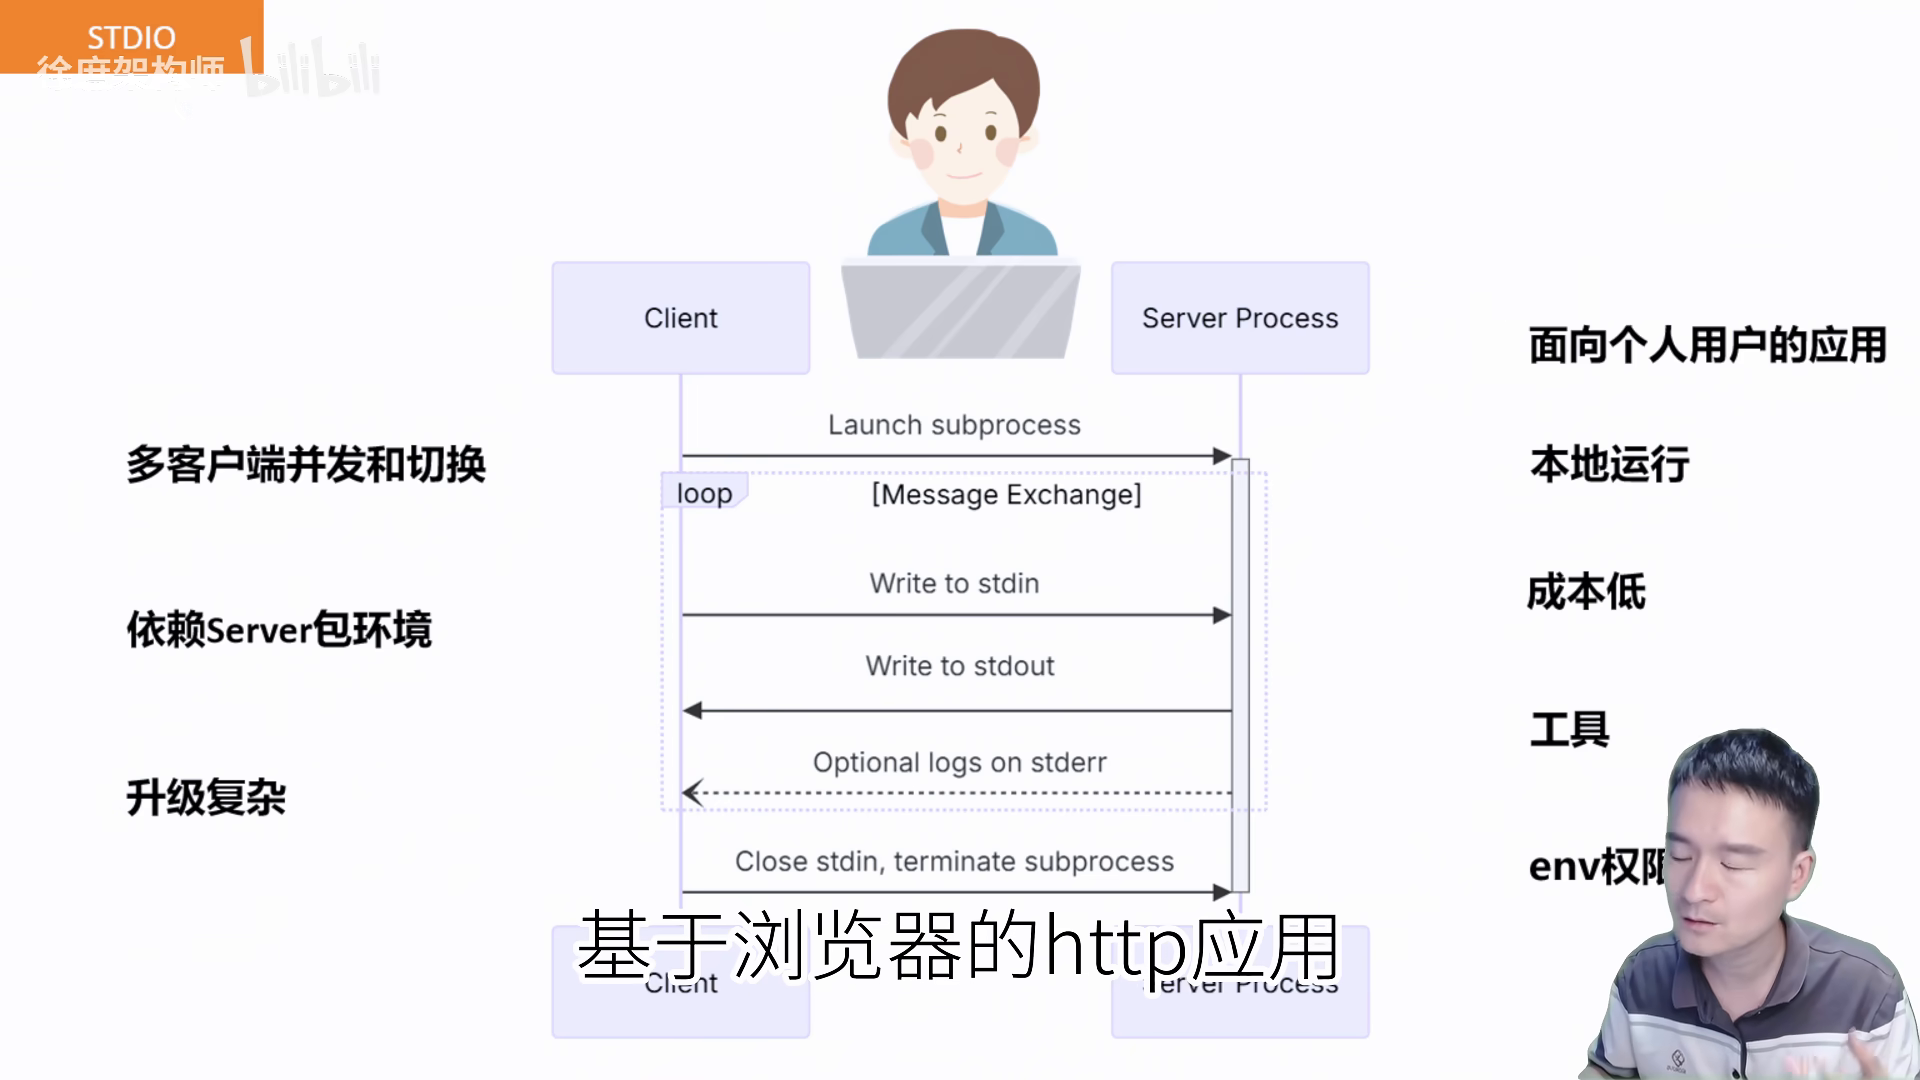 STDIO
徐庶架构师 bilibili
Client
Server Process
面向个人用户的应用
Launch subprocess
多客户端并发和切换
本地运行
loop
[Message Exchange]
Write to stdin
成本低
依赖Server包环境
Write to stdout
工具
Optional logs on stderr
升级复杂
Close stdin, terminate subprocess
env权限
基于浏览器的http应用
Client
Server Process